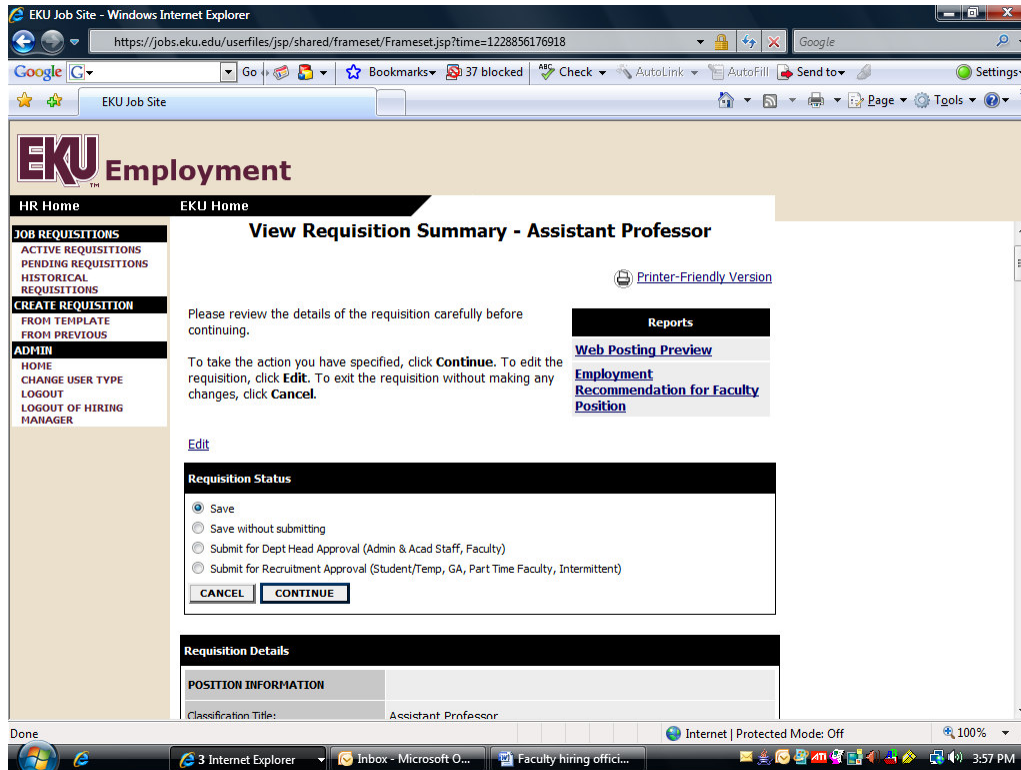 EKU Job Site - Windows Internet Explorer
https://jobs.eku.edu/userfiles/jsp/shared/frameset/Frameset.jsp?time=1228856176918
Google
Google G Go Bookmarks 37 blocked ABC Check AutoLink AutoFill Send to Settings
EKU Job Site Page Tools
EKU TM Employment
HR Home EKU Home
JOB REQUISITIONS
ACTIVE REQUISITIONS
PENDING REQUISITIONS
HISTORICAL
REQUISITIONS
CREATE REQUISITION
FROM TEMPLATE
FROM PREVIOUS
ADMIN
HOME
CHANGE USER TYPE
LOGOUT
LOGOUT OF HIRING
MANAGER
View Requisition Summary - Assistant Professor
Printer-Friendly Version
Please review the details of the requisition carefully before
continuing.
To take the action you have specified, click Continue. To edit the
requisition, click Edit. To exit the requisition without making any
changes, click Cancel.
Reports
Web Posting Preview
Employment
Recommendation for Faculty
Position
Edit
Requisition Status
Save
Save without submitting
Submit for Dept Head Approval (Admin & Acad Staff, Faculty)
Submit for Recruitment Approval (Student/Temp, GA, Part Time Faculty, Intermittent)
CANCEL CONTINUE
Requisition Details
POSITION INFORMATION
Classification Title: Assistant Professor
Done Internet | Protected Mode: Off 100%
3 Internet Explorer Inbox - Microsoft O... Faculty hiring offici... ATI 3:57 PM